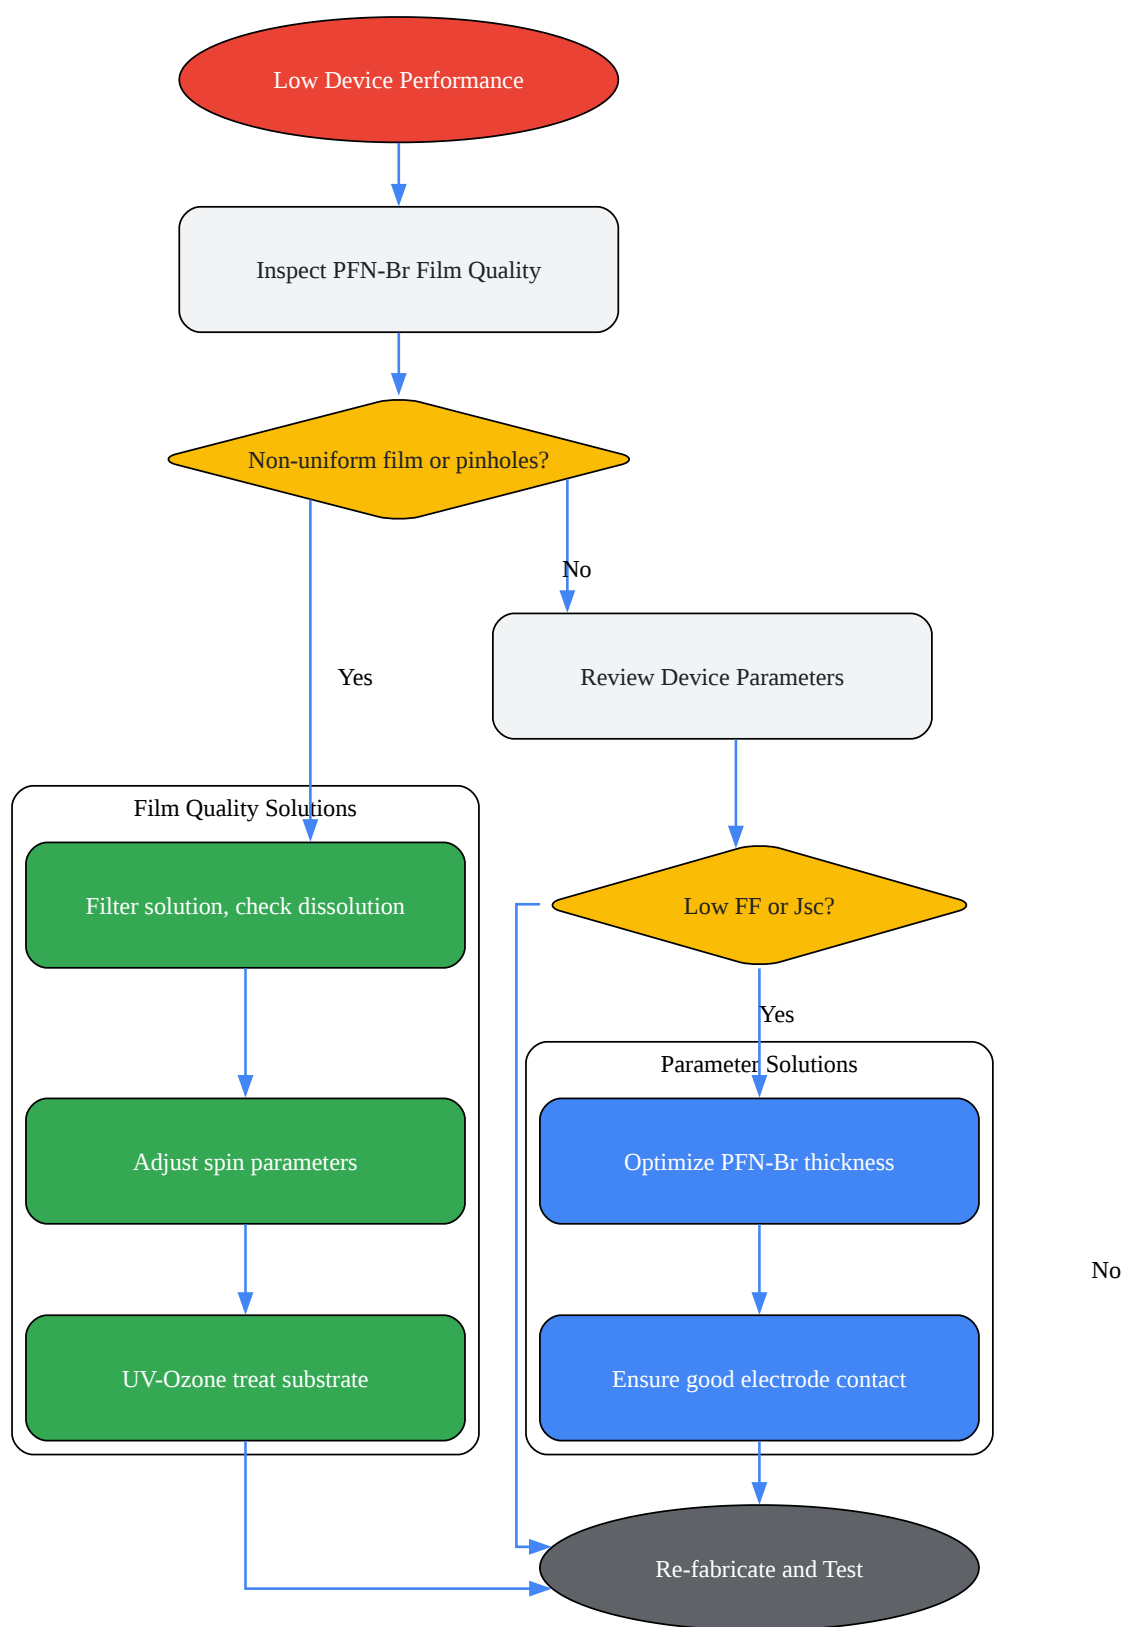 Low Device Performance
Inspect PFN-Br Film Quality
Non-uniform film or pinholes?
No
Yes
Review Device Parameters
Film Quality Solutions
Filter solution, check dissolution
Low FF or Jsc?
Yes
Parameter Solutions
Adjust spin parameters
Optimize PFN-Br thickness
No
UV-Ozone treat substrate
Ensure good electrode contact
Re-fabricate and Test